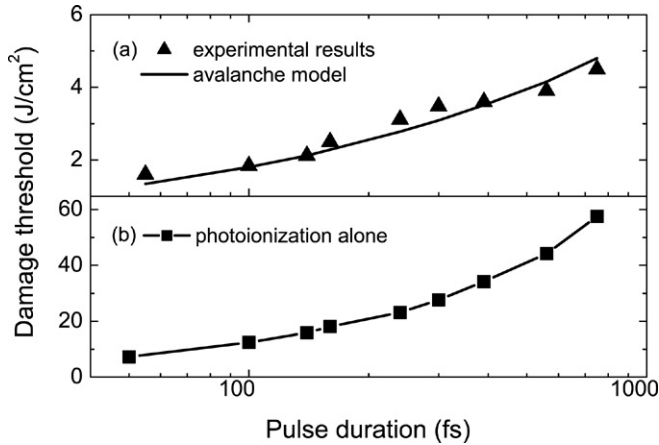 (a) experimental results
avalanche model
6
4
2
Damage threshold (J/cm²)
(b) photoionization alone
60
40
20
0
100 1000
Pulse duration (fs)